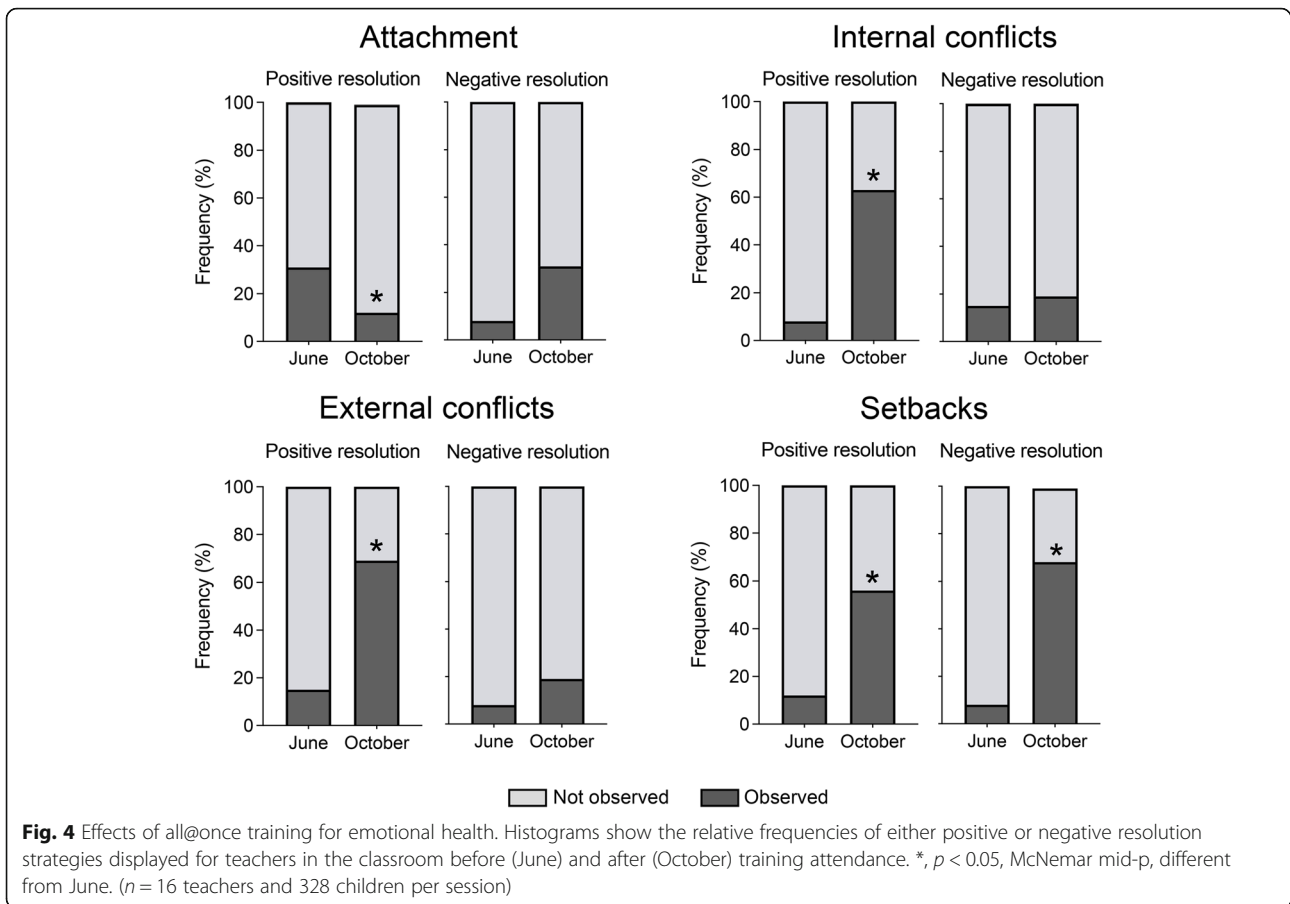 Attachment
Positive resolution
Negative resolution
Frequency (%)
100
80
60
40
20
0
*
June
October
June
October
Internal conflicts
Positive resolution
Negative resolution
Frequency (%)
100
80
60
40
20
0
*
June
October
June
October
External conflicts
Positive resolution
Negative resolution
Frequency (%)
100
80
60
40
20
0
*
June
October
June
October
Setbacks
Positive resolution
Negative resolution
Frequency (%)
100
80
60
40
20
0
*
*
June
October
June
October
Not observed
Observed
Fig. 4 Effects of all@once training for emotional health. Histograms show the relative frequencies of either positive or negative resolution
strategies displayed for teachers in the classroom before (June) and after (October) training attendance. *, p < 0.05, McNemar mid-p, different
from June. (n = 16 teachers and 328 children per session)